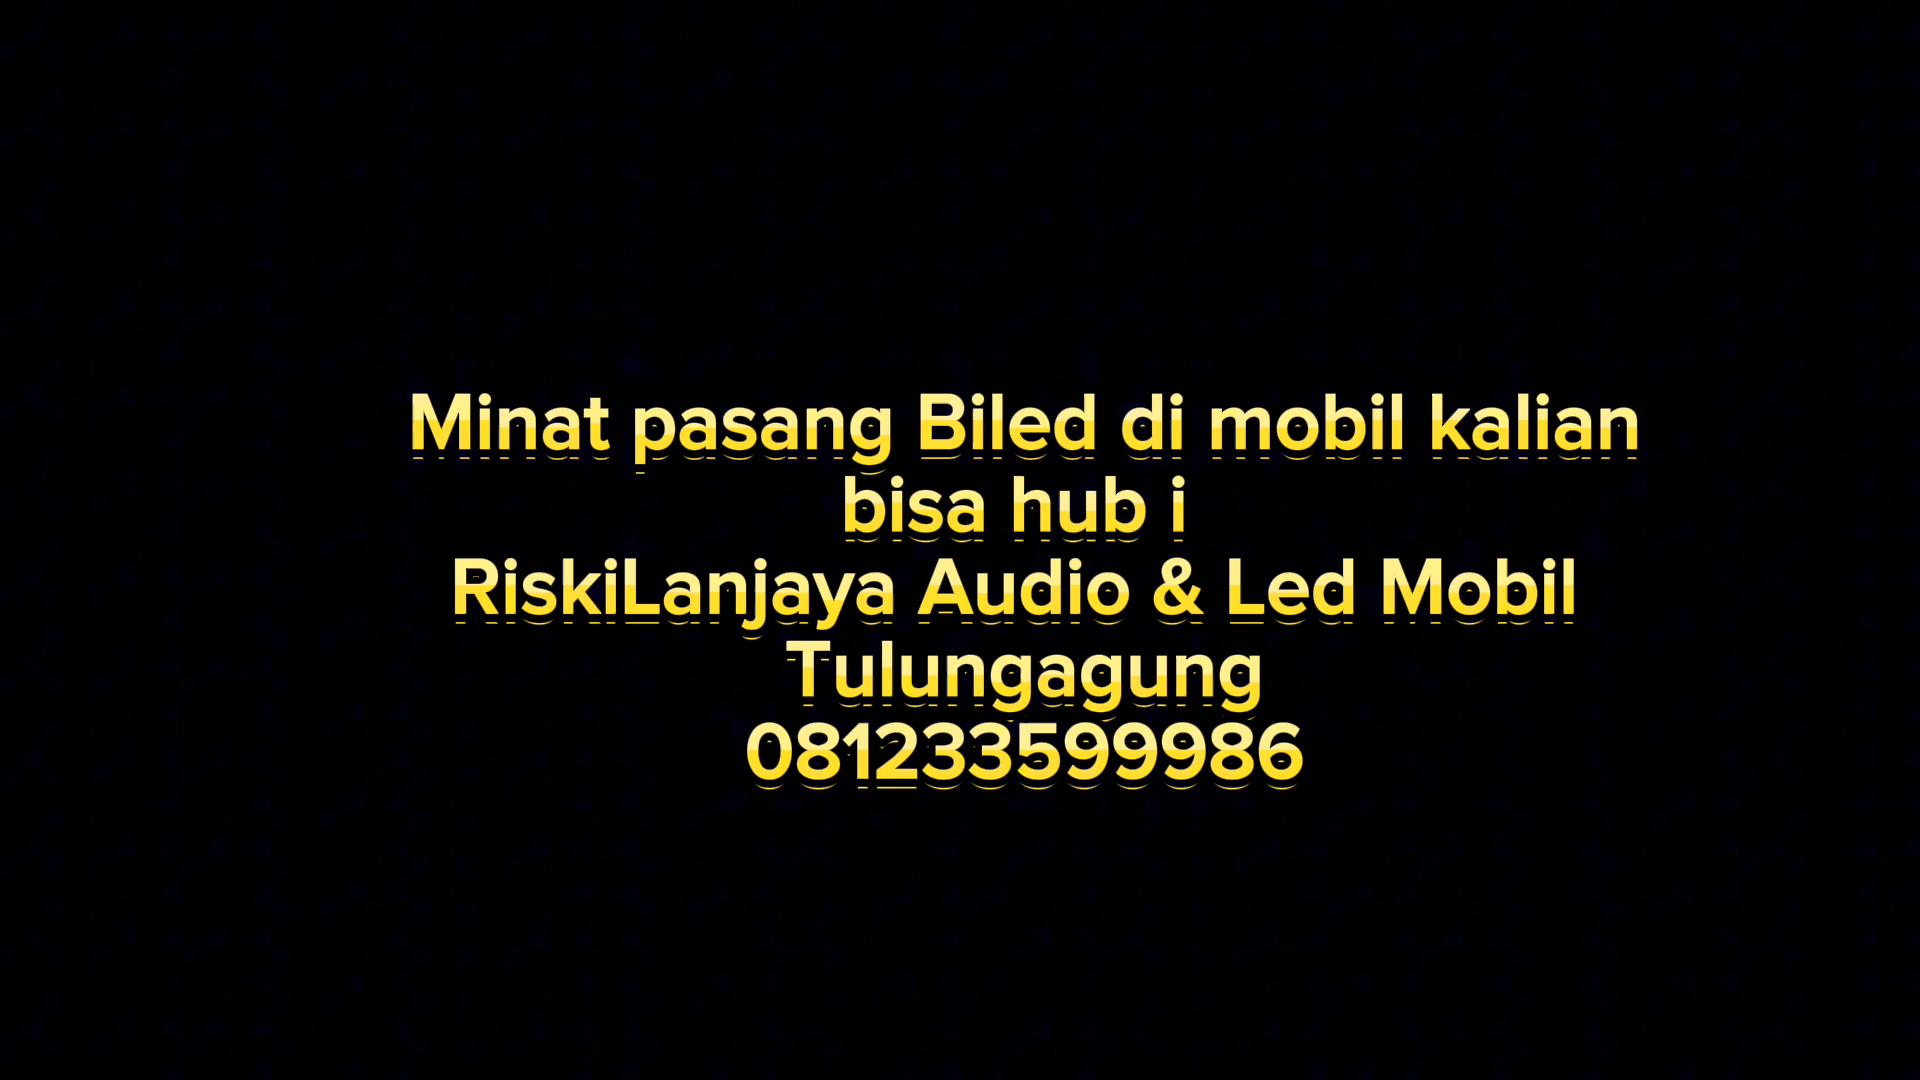 Minat pasang Biled di mobil kalian
bisa hub i
RiskiLanjaya Audio & Led Mobil
Tulungagung
081233599986